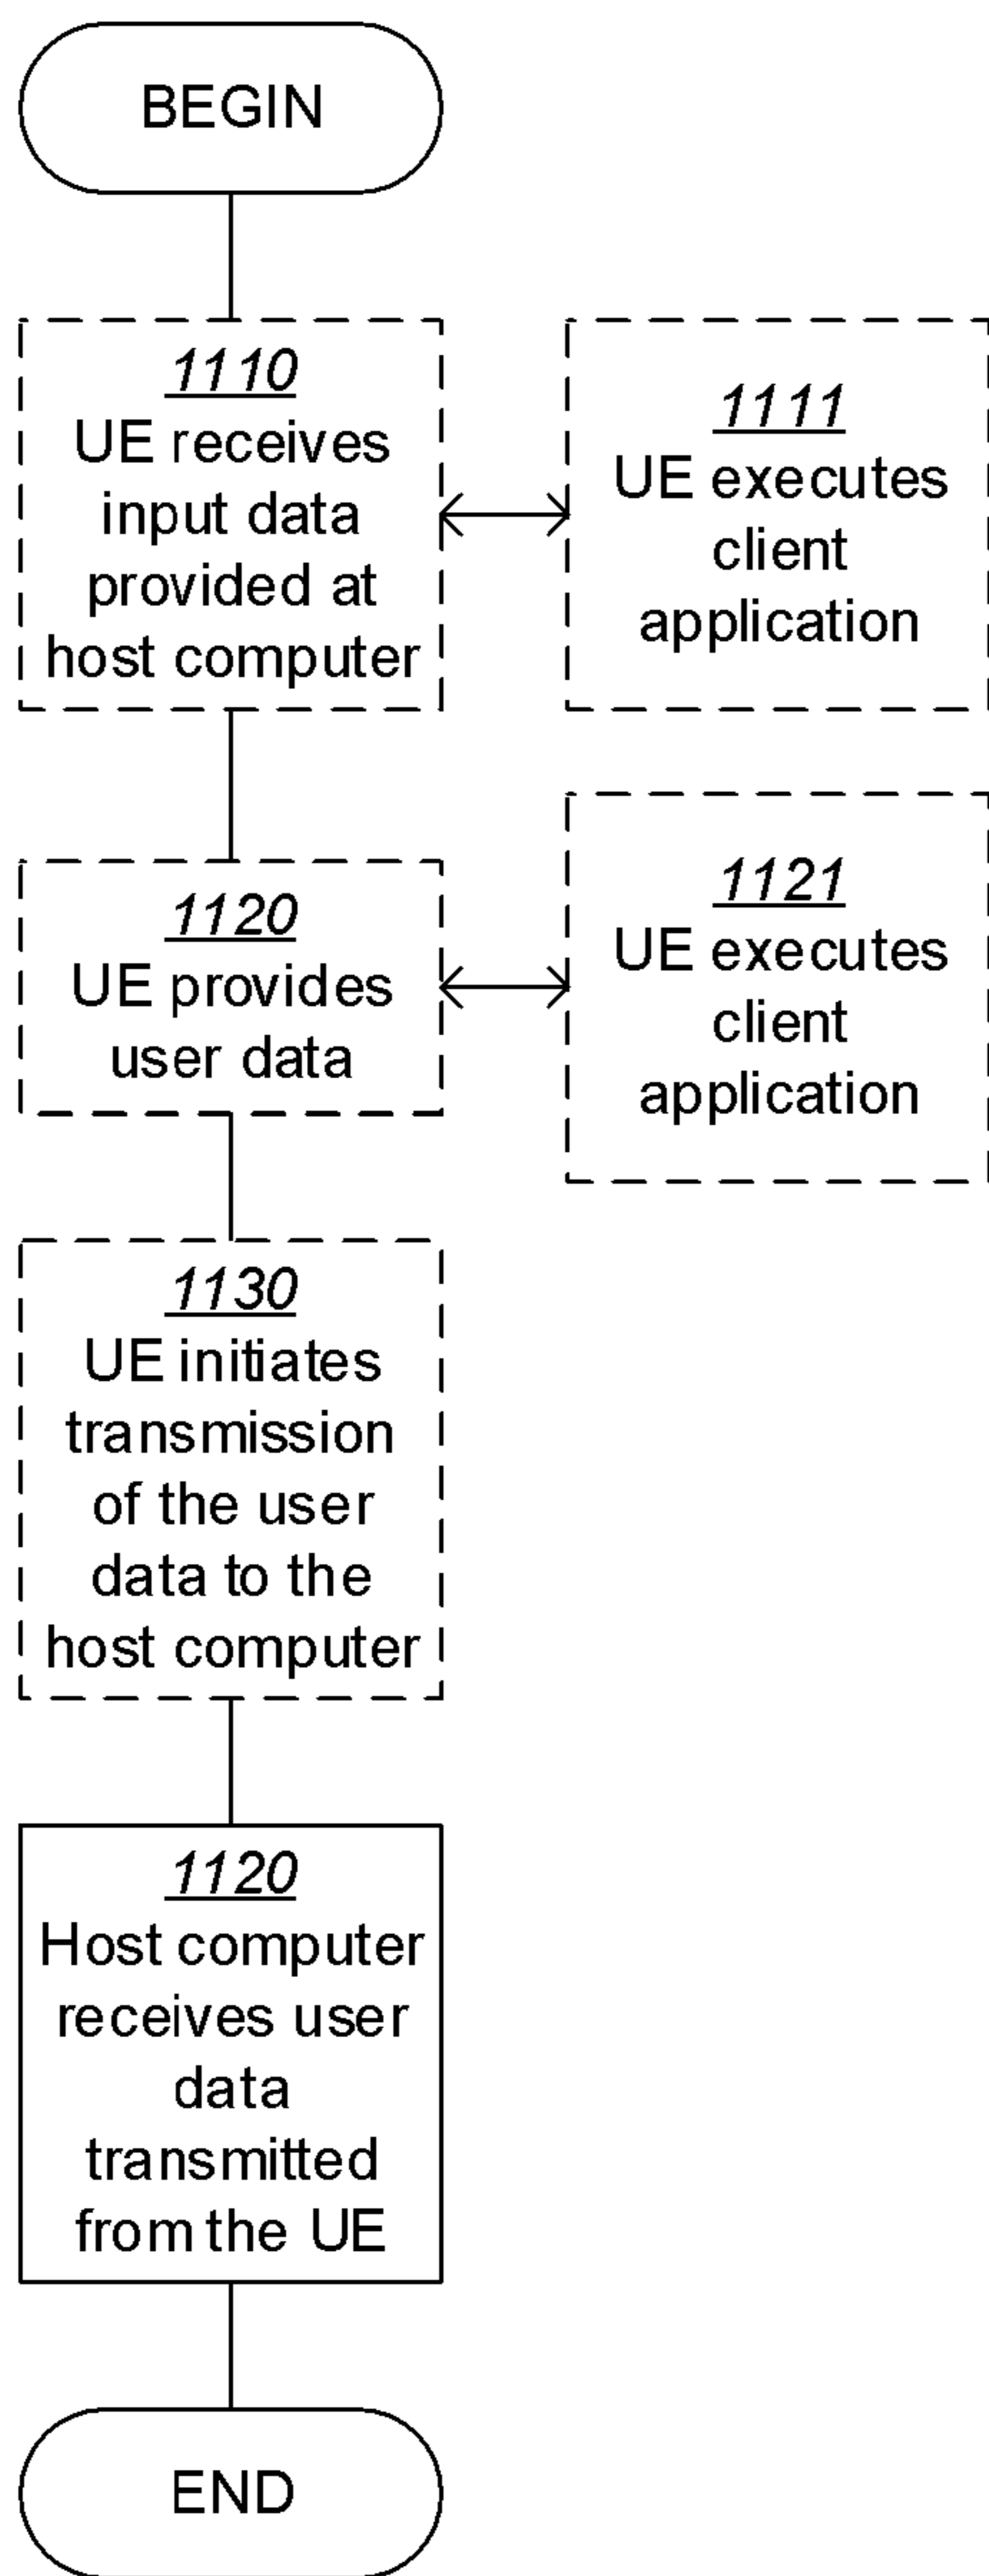 BEGIN
1110
UE receives
input data
provided at
host computer
1111
UE executes
client
application
1120
UE provides
user data
1121
UE executes
client
application
1130
UE initiates
transmission
of the user
data to the
host computer
1120
Host computer
receives user
data
transmitted
from the UE
END